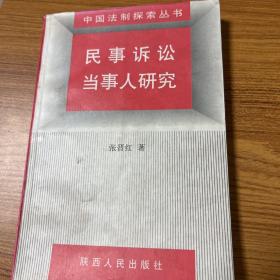 中国法制探索丛书
民事诉讼
当事人研究
张晋红 著
陕西人民出版社